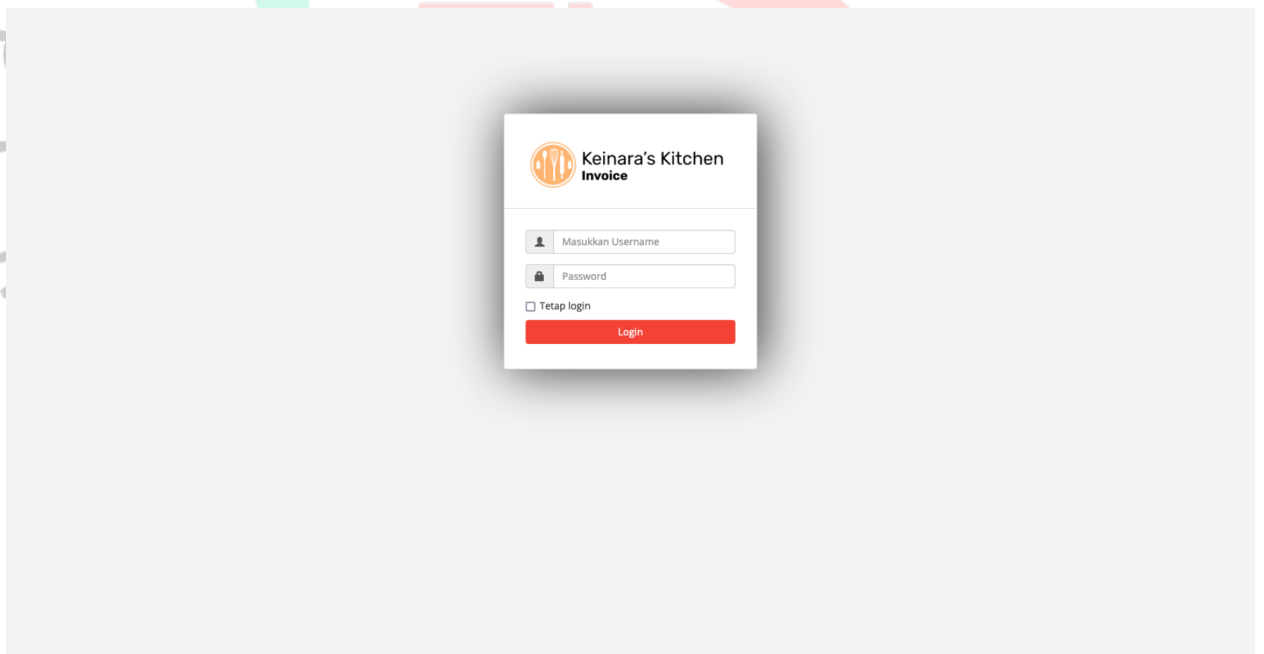 Keinara's Kitchen
Invoice
Masukkan Username
Password
Tetap login
Login